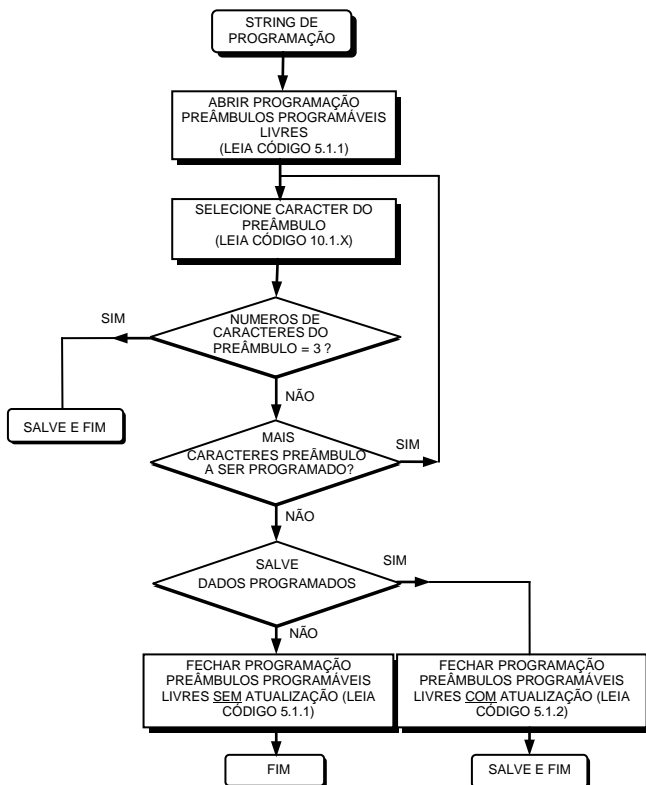 STRING DE
PROGRAMAÇÃO
ABRIR PROGRAMAÇÃO
PREÂMBULOS PROGRAMÁVEIS
LIVRES
(LEIA CÓDIGO 5.1.1)
SELECIONE CARACTER DO
PREÂMBULO
(LEIA CÓDIGO 10.1.X)
SIM
NUMEROS DE
CARACTERES DO
PREÂMBULO = 3 ?
NÃO
SALVE E FIM
MAIS
CARACTERES PREÂMBULO
A SER PROGRAMADO?
SIM
NÃO
SALVE
DADOS PROGRAMADOS
SIM
NÃO
FECHAR PROGRAMAÇÃO
PREÂMBULOS PROGRAMÁVEIS
LIVRES SEM ATUALIZAÇÃO (LEIA
CÓDIGO 5.1.1)
FECHAR PROGRAMAÇÃO
PREÂMBULOS PROGRAMÁVEIS
LIVRES COM ATUALIZAÇÃO (LEIA
CÓDIGO 5.1.2)
FIM
SALVE E FIM